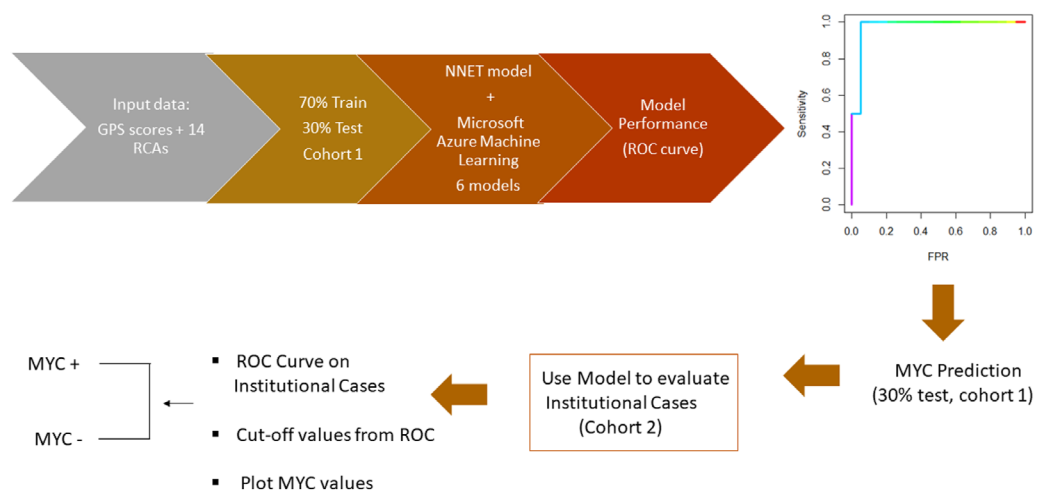 Input data:
GPS scores + 14
RCAs
70% Train
30% Test
Cohort 1
NNET model
+
Microsoft
Azure Machine
Learning
6 models
Model
Performance
(ROC curve)
Sensitivity
1.0
0.8
0.6
0.4
0.2
0.0
0.0 0.2 0.4 0.6 0.8 1.0
FPR
MYC Prediction
(30% test, cohort 1)
Use Model to evaluate
Institutional Cases
(Cohort 2)
▪ ROC Curve on
Institutional Cases
▪ Cut-off values from ROC
▪ Plot MYC values
MYC +
MYC -